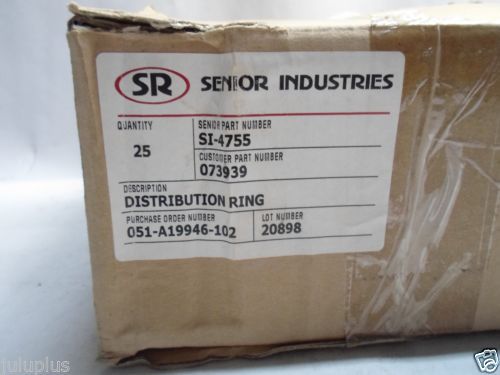 SR SENIOR INDUSTRIES
QUANTITY
25
SENIOR PART NUMBER
SI-4755
CUSTOMER PART NUMBER
073939
DESCRIPTION
DISTRIBUTION RING
PURCHASE ORDER NUMBER
051-A19946-102
LOT NUMBER
20898
juluplus